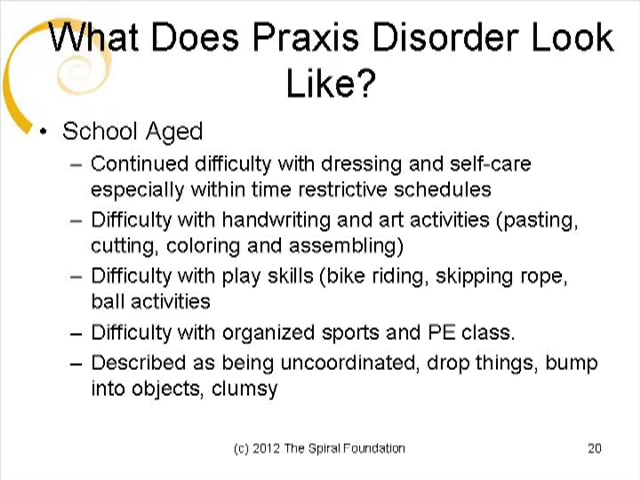 What Does Praxis Disorder Look
Like?
• School Aged
– Continued difficulty with dressing and self-care
especially within time restrictive schedules
– Difficulty with handwriting and art activities (pasting,
cutting, coloring and assembling)
– Difficulty with play skills (bike riding, skipping rope,
ball activities
– Difficulty with organized sports and PE class.
– Described as being uncoordinated, drop things, bump
into objects, clumsy
(c) 2012 The Spiral Foundation
20